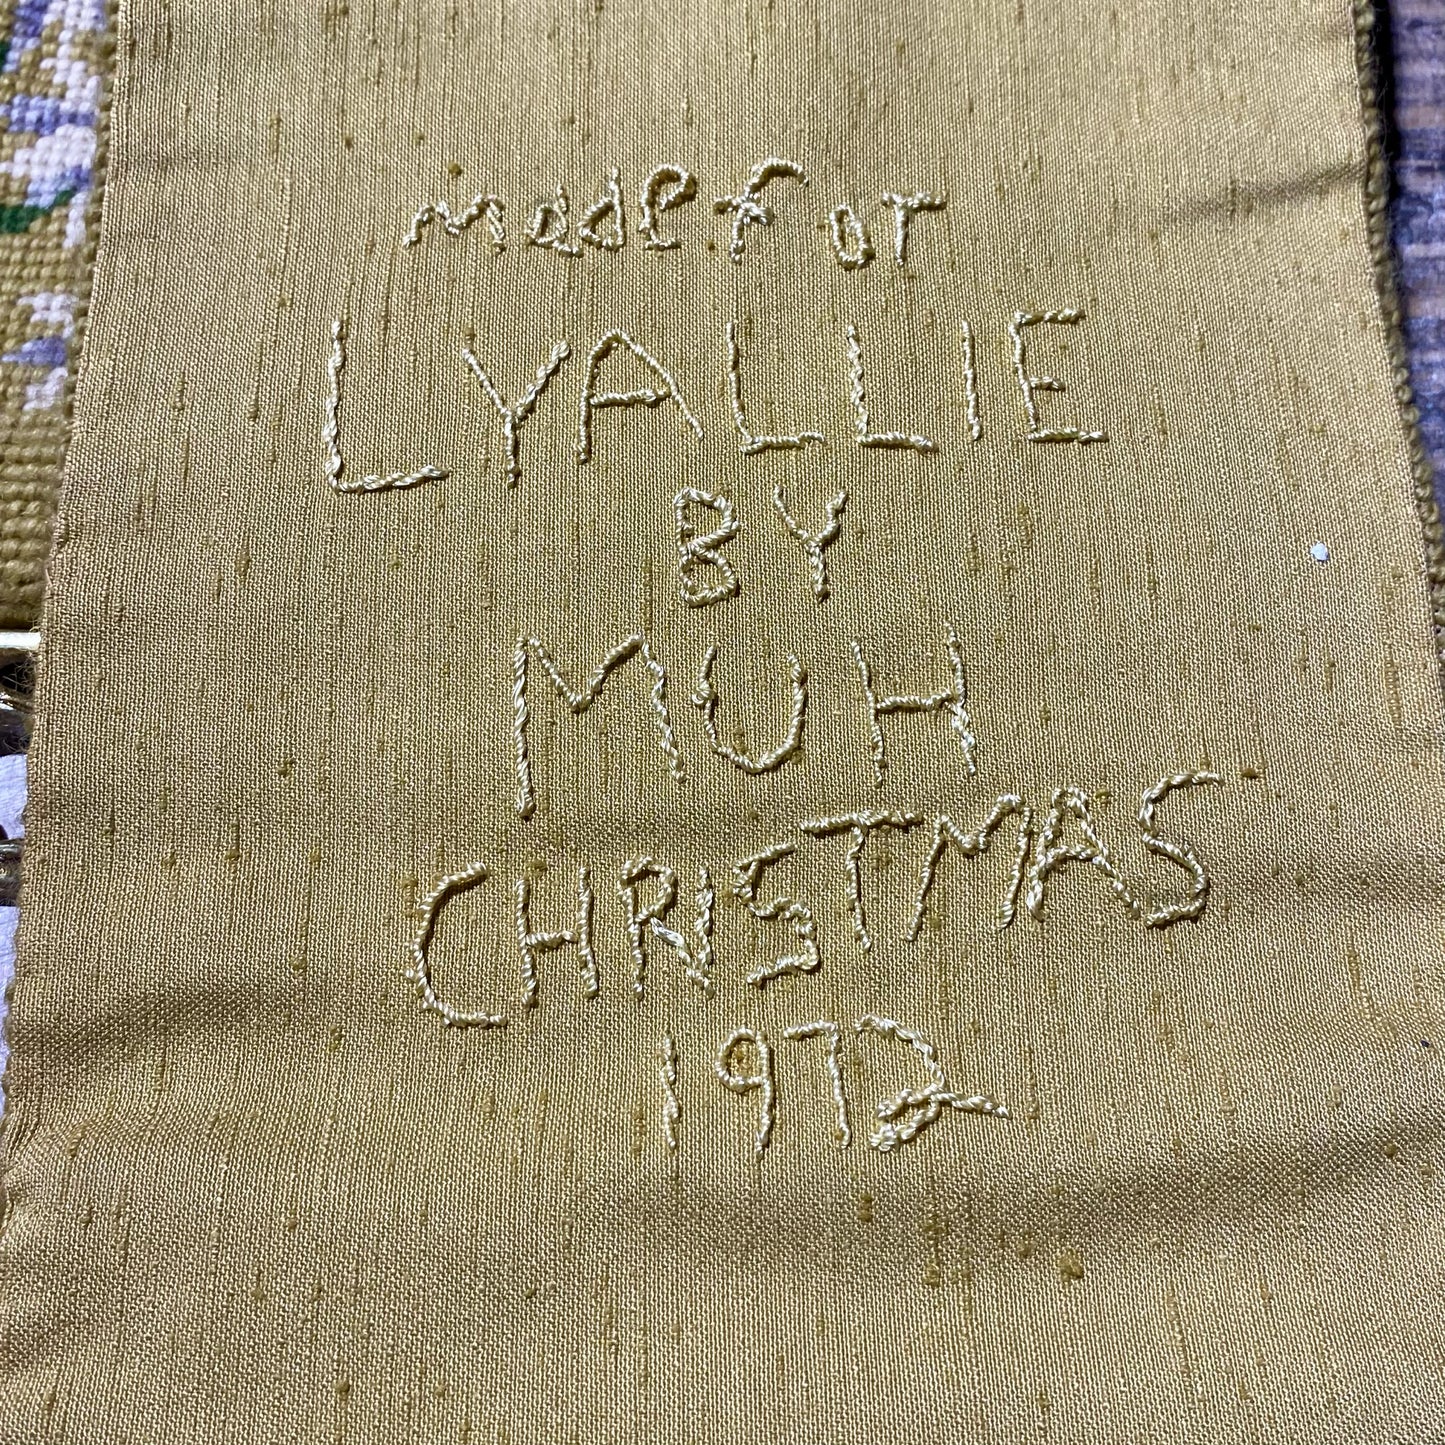 made for
LYALLIE
BY
MUH
CHRISTMAS
1972